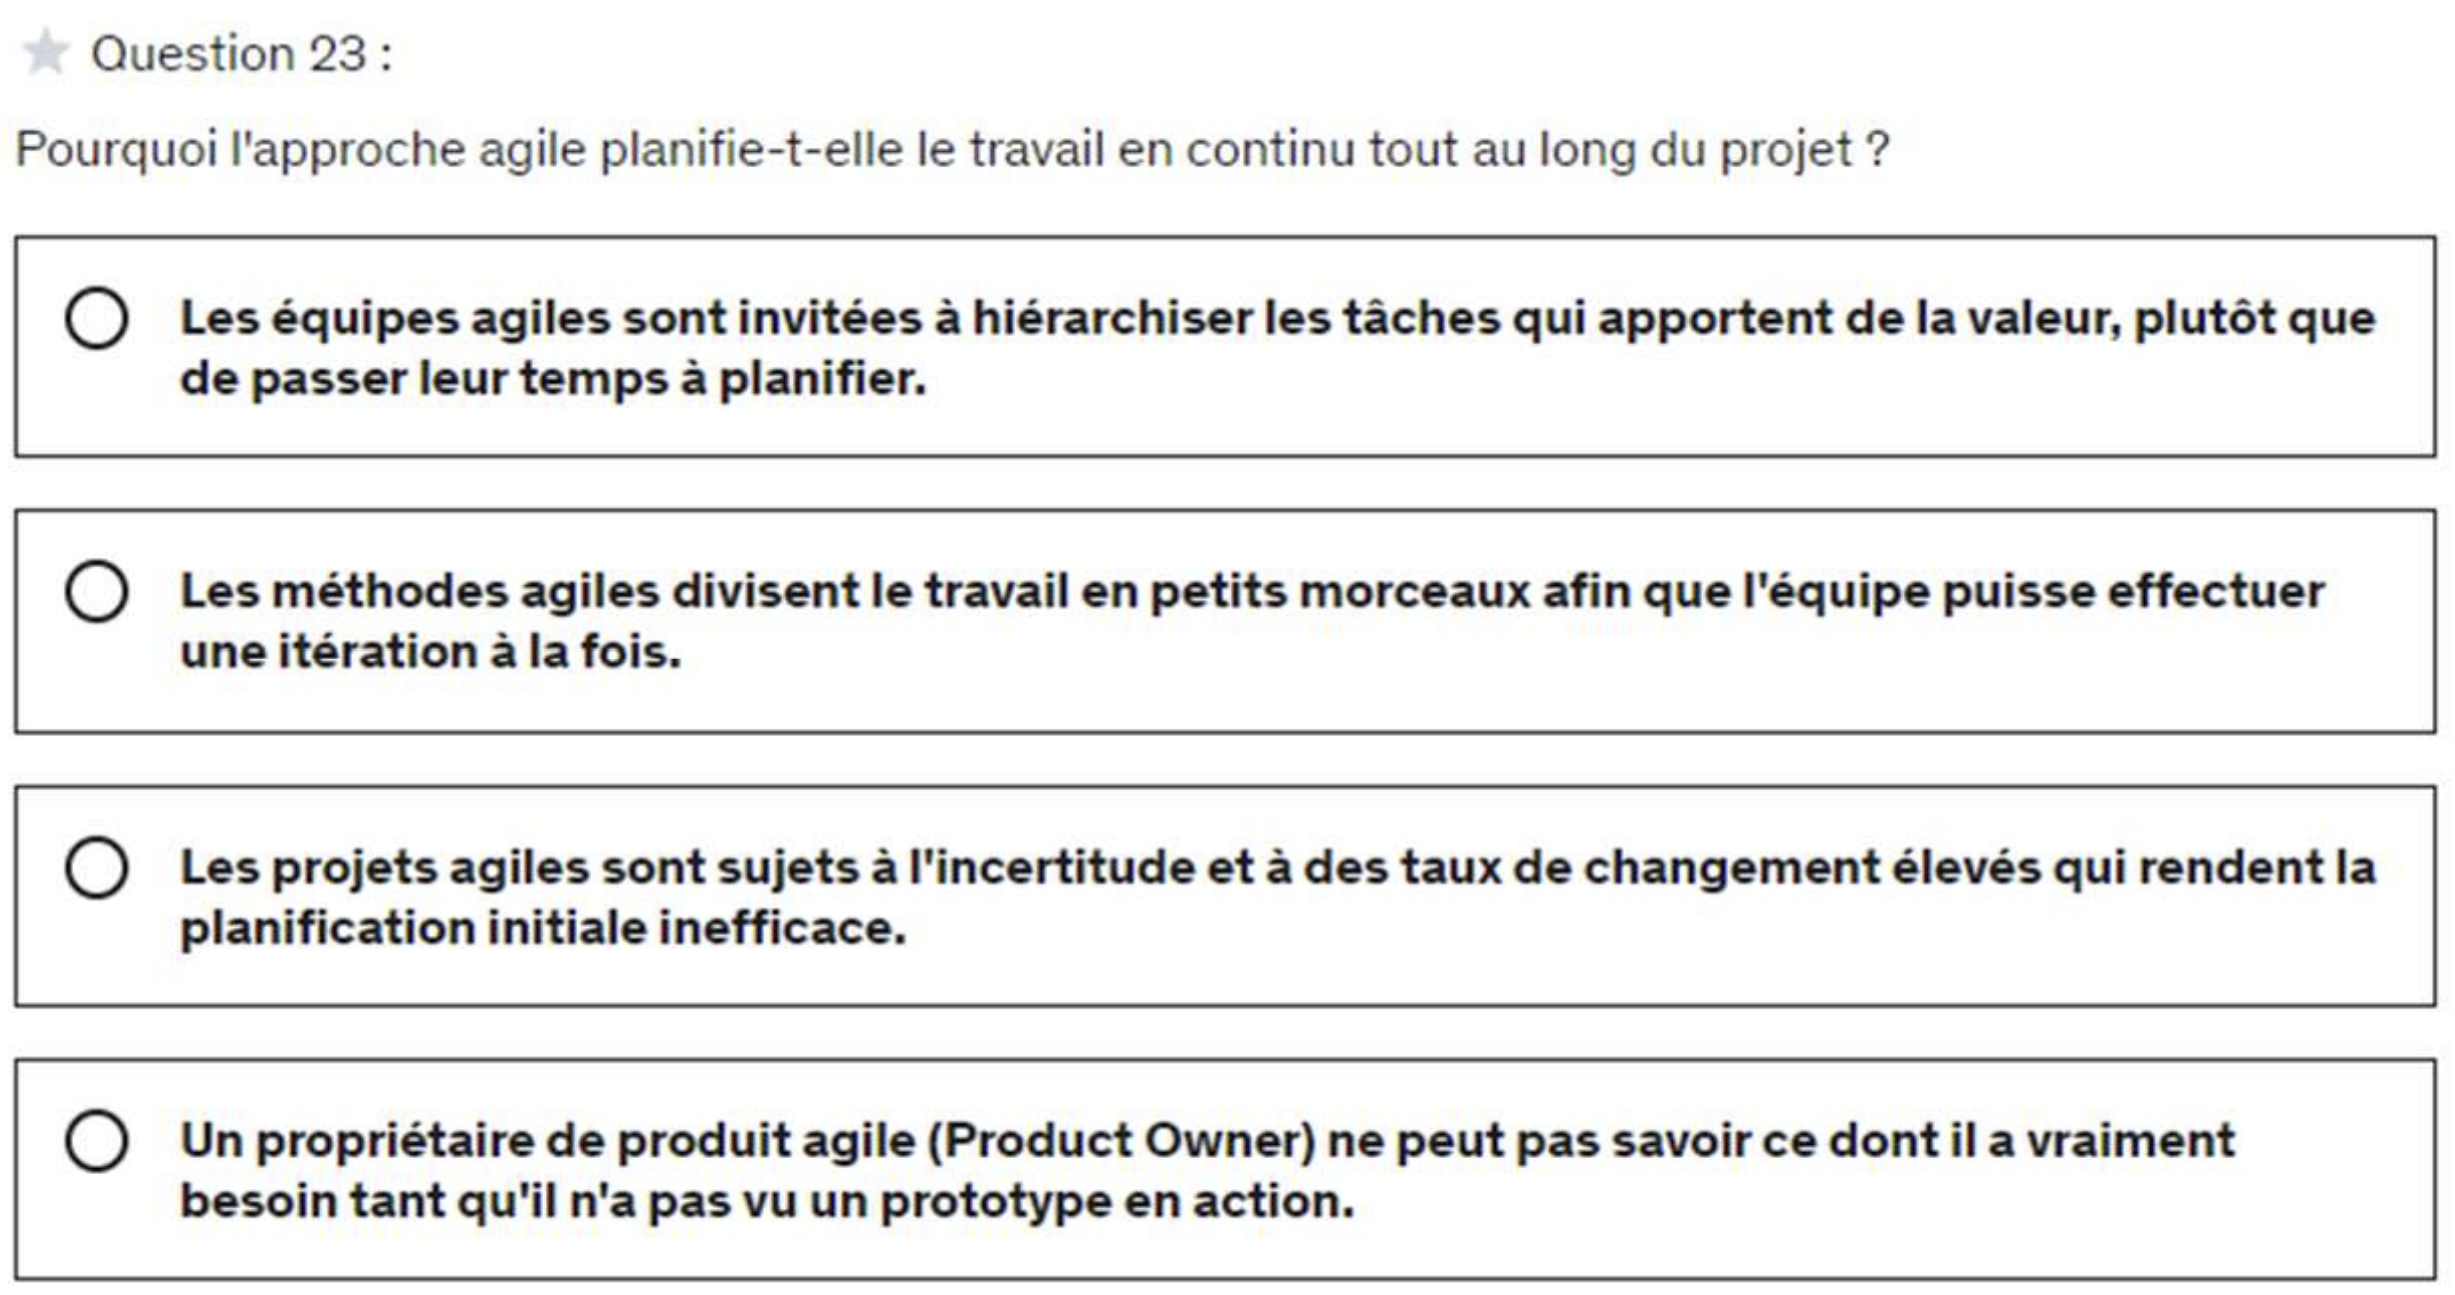 Question 23 :
Pourquoi l'approche agile planifie-t-elle le travail en continu tout au long du projet ?
Les équipes agiles sont invitées à hiérarchiser les tâches qui apportent de la valeur, plutôt que
de passer leur temps à planifier.
Les méthodes agiles divisent le travail en petits morceaux afin que l'équipe puisse effectuer
une itération à la fois.
Les projets agiles sont sujets à l'incertitude et à des taux de changement élevés qui rendent la
planification initiale inefficace.
Un propriétaire de produit agile (Product Owner) ne peut pas savoir ce dont il a vraiment
besoin tant qu'il n'a pas vu un prototype en action.